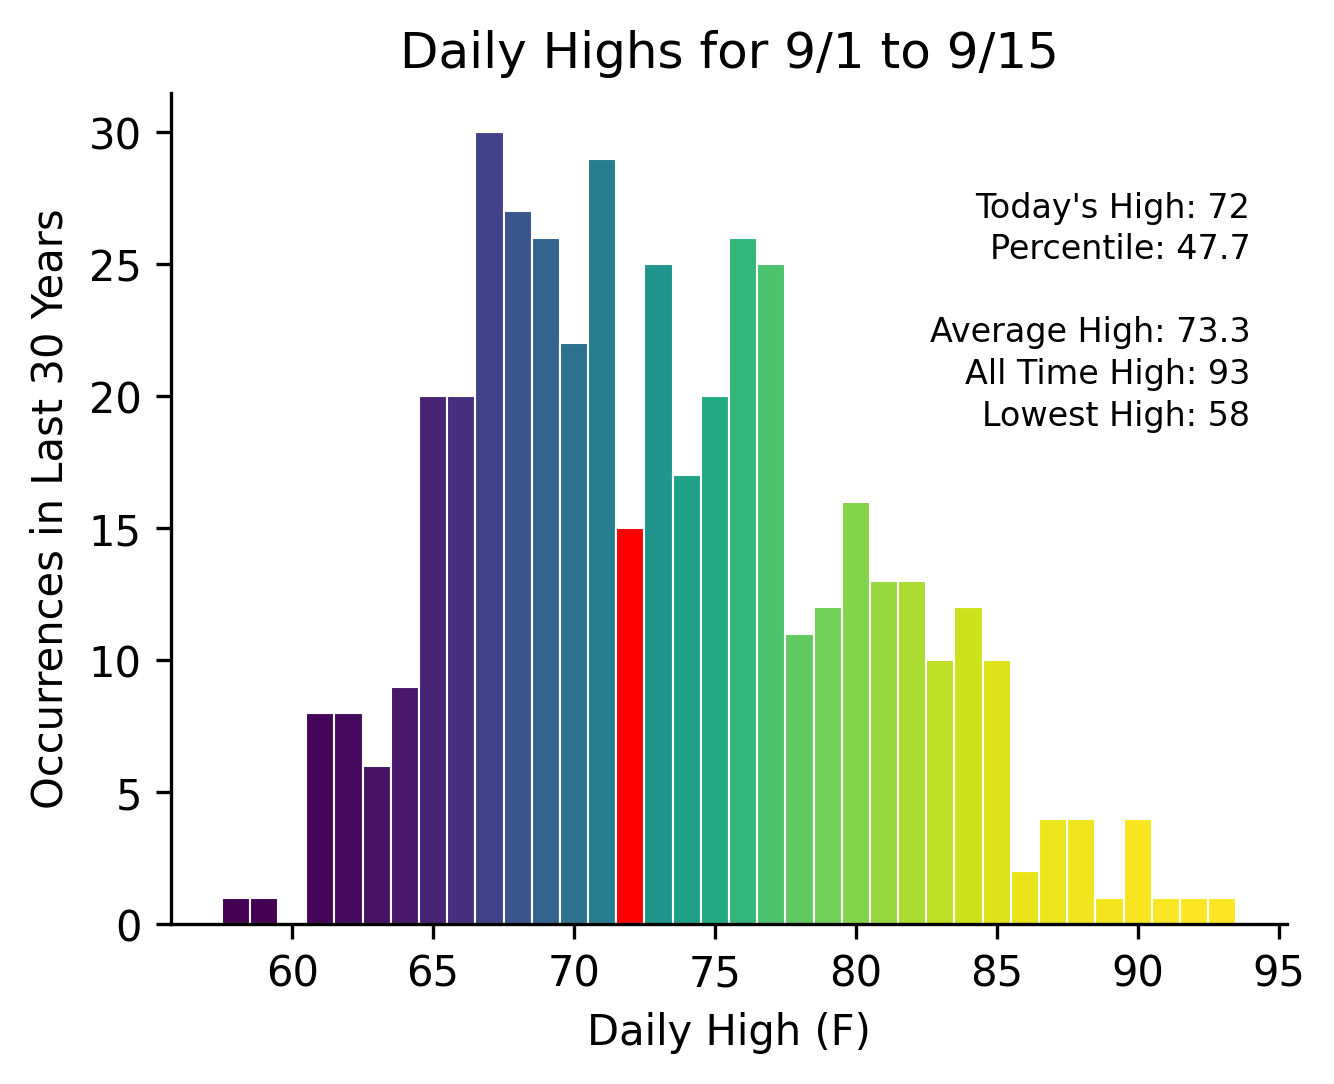 Daily Highs for 9/1 to 9/15
Occurrences in Last 30 Years
30
25
20
15
10
5
0
Today's High: 72
Percentile: 47.7
Average High: 73.3
All Time High: 93
Lowest High: 58
60 65 70 75 80 85 90 95
Daily High (F)